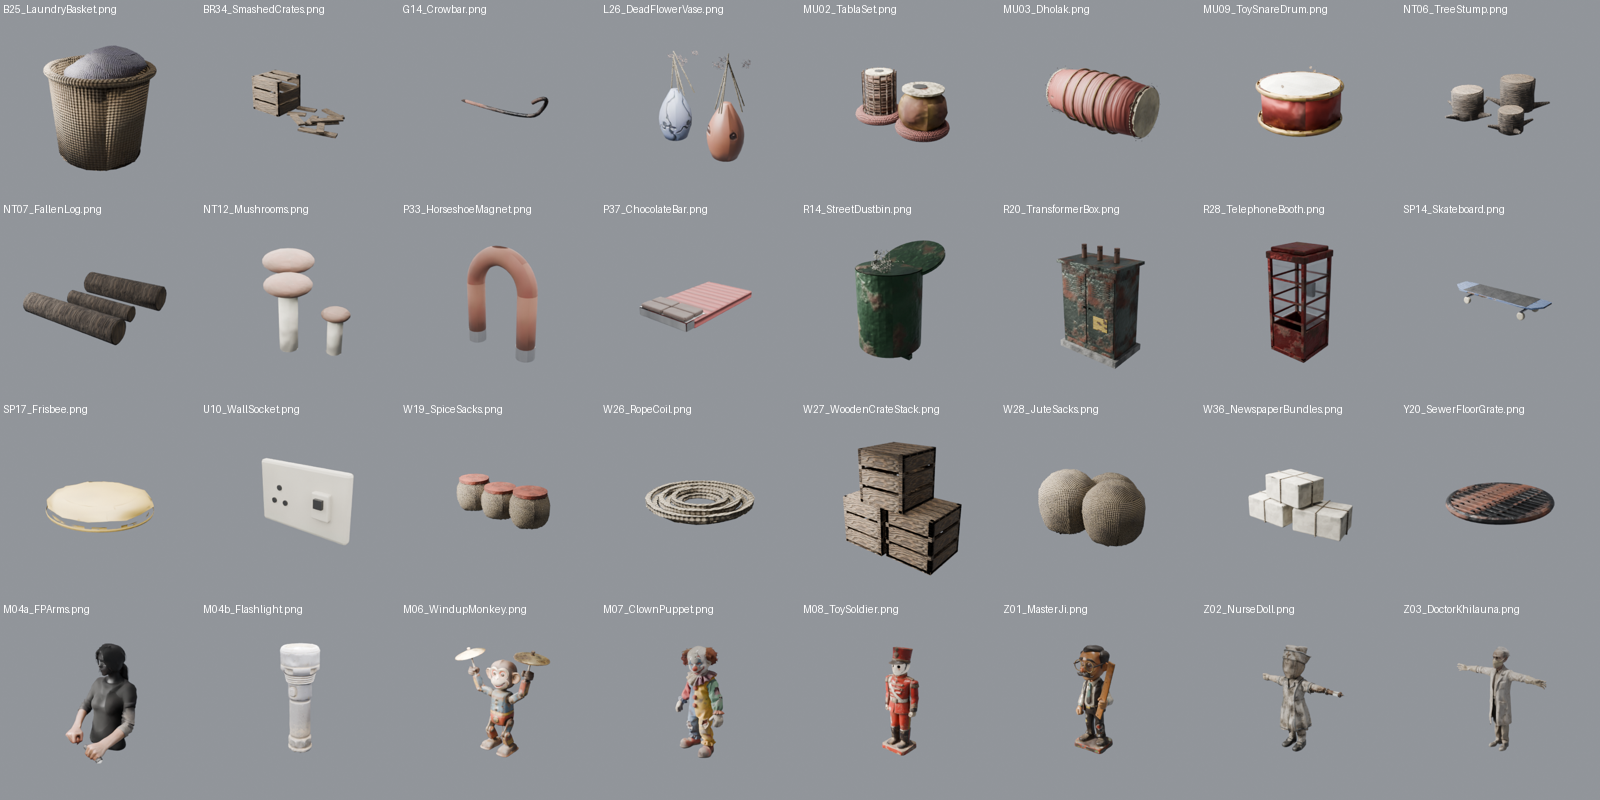 B25_LaundryBasket.png
BR34_SmashedCrates.png
G14_Crowbar.png
L26_DeadFlowerVase.png
MU02_TablaSet.png
MU03_Dholak.png
MU09_ToySnareDrum.png
NT06_TreeStump.png
NT07_FallenLog.png
NT12_Mushrooms.png
P33_HorseshoeMagnet.png
P37_ChocolateBar.png
R14_StreetDustbin.png
R20_TransformerBox.png
R28_TelephoneBooth.png
SP14_Skateboard.png
SP17_Frisbee.png
U10_WallSocket.png
W19_SpiceSacks.png
W26_RopeCoil.png
W27_WoodenCrateStack.png
W28_JuteSacks.png
W36_NewspaperBundles.png
Y20_SewerFloorGrate.png
M04a_FPArms.png
M04b_Flashlight.png
M06_WindupMonkey.png
M07_ClownPuppet.png
M08_ToySoldier.png
Z01_MasterJi.png
Z02_NurseDoll.png
Z03_DoctorKhilauna.png